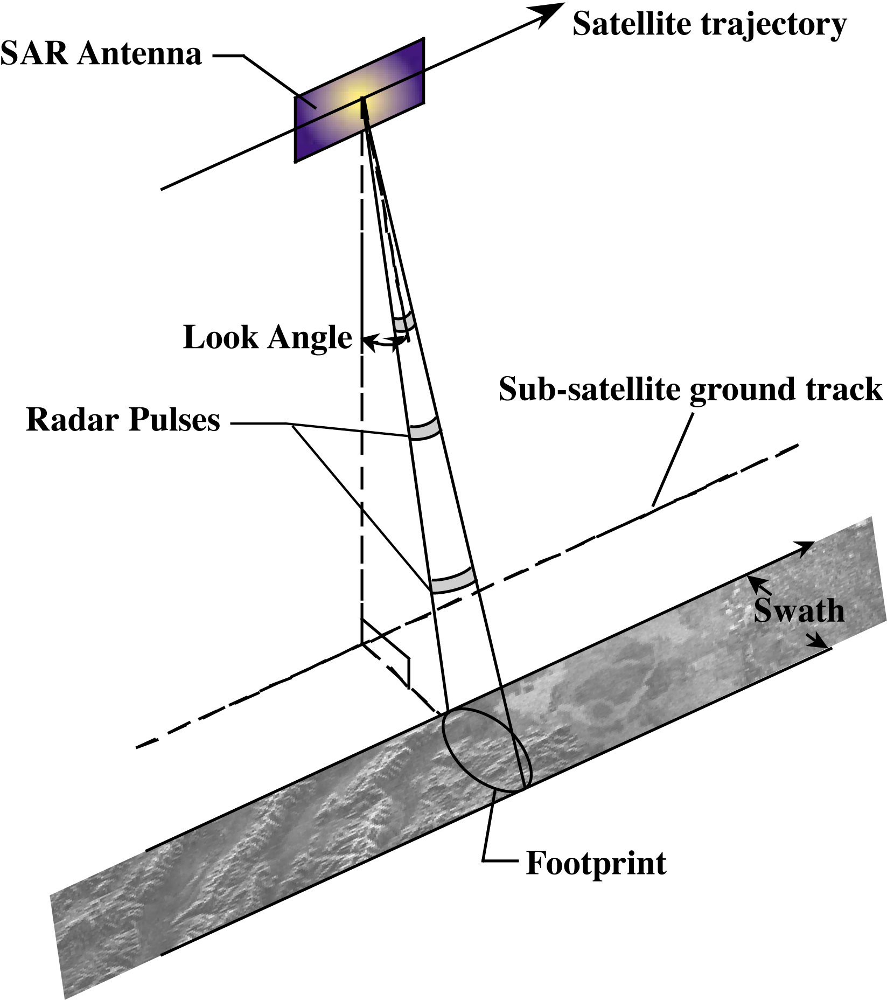 Satellite trajectory
SAR Antenna
Look Angle
Sub-satellite ground track
Radar Pulses
Swath
Footprint